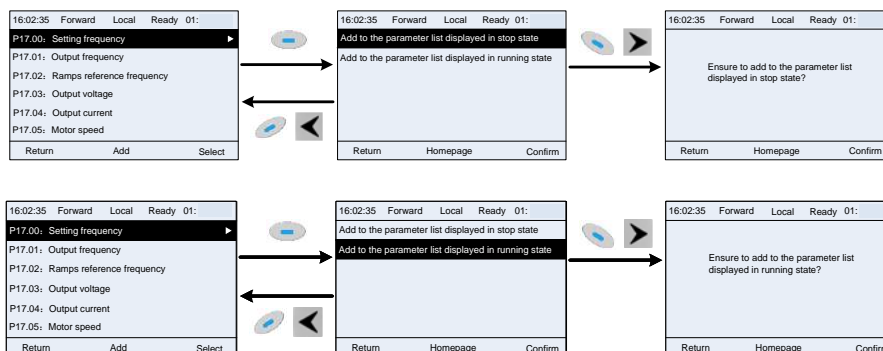 16:02:35 Forward Local Ready 01:
P17.00: Setting frequency
P17.01: Output frequency
P17.02: Ramps reference frequency
P17.03: Output voltage
P17.04: Output current
P17.05: Motor speed
Return Add Select
16:02:35 Forward Local Ready 01:
Add to the parameter list displayed in stop state
Add to the parameter list displayed in running state
Return Homepage Confirm
16:02:35 Forward Local Ready 01:
Ensure to add to the parameter list
displayed in stop state?
Return Homepage Confirm
16:02:35 Forward Local Ready 01:
P17.00: Setting frequency
P17.01: Output frequency
P17.02: Ramps reference frequency
P17.03: Output voltage
P17.04: Output current
P17.05: Motor speed
Return Add Select
16:02:35 Forward Local Ready 01:
Add to the parameter list displayed in stop state
Add to the parameter list displayed in running state
Return Homepage Confirm
16:02:35 Forward Local Ready 01:
Ensure to add to the parameter list
displayed in running state?
Return Homepage Confirm